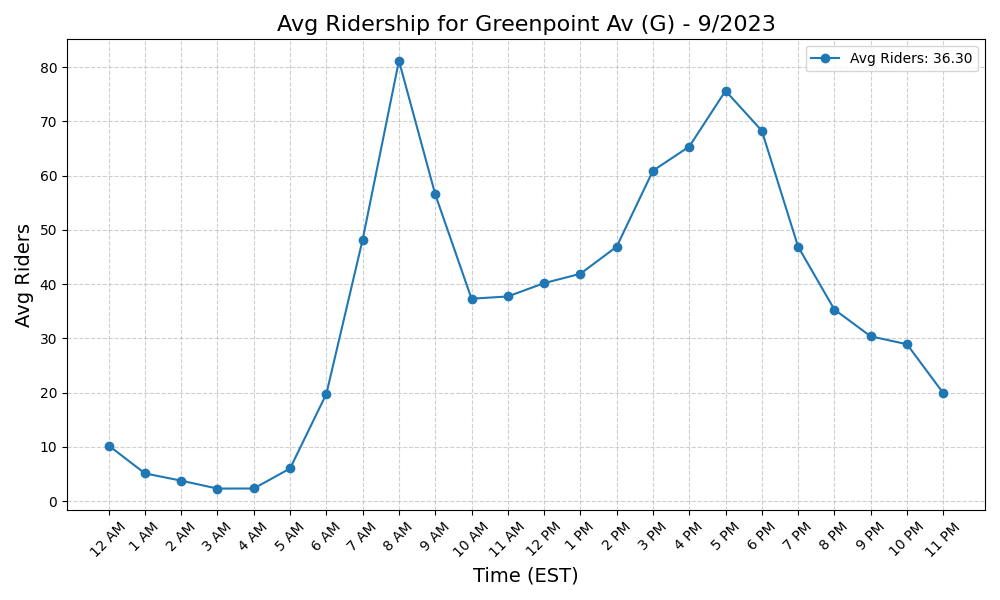 Avg Ridership for Greenpoint Av (G) - 9/2023
Avg Riders: 36.30
Avg Riders
80
70
60
50
40
30
20
10
0
12 AM
1 AM
2 AM
3 AM
4 AM
5 AM
6 AM
7 AM
8 AM
9 AM
10 AM
11 AM
12 PM
1 PM
2 PM
3 PM
4 PM
5 PM
6 PM
7 PM
8 PM
9 PM
10 PM
11 PM
Time (EST)